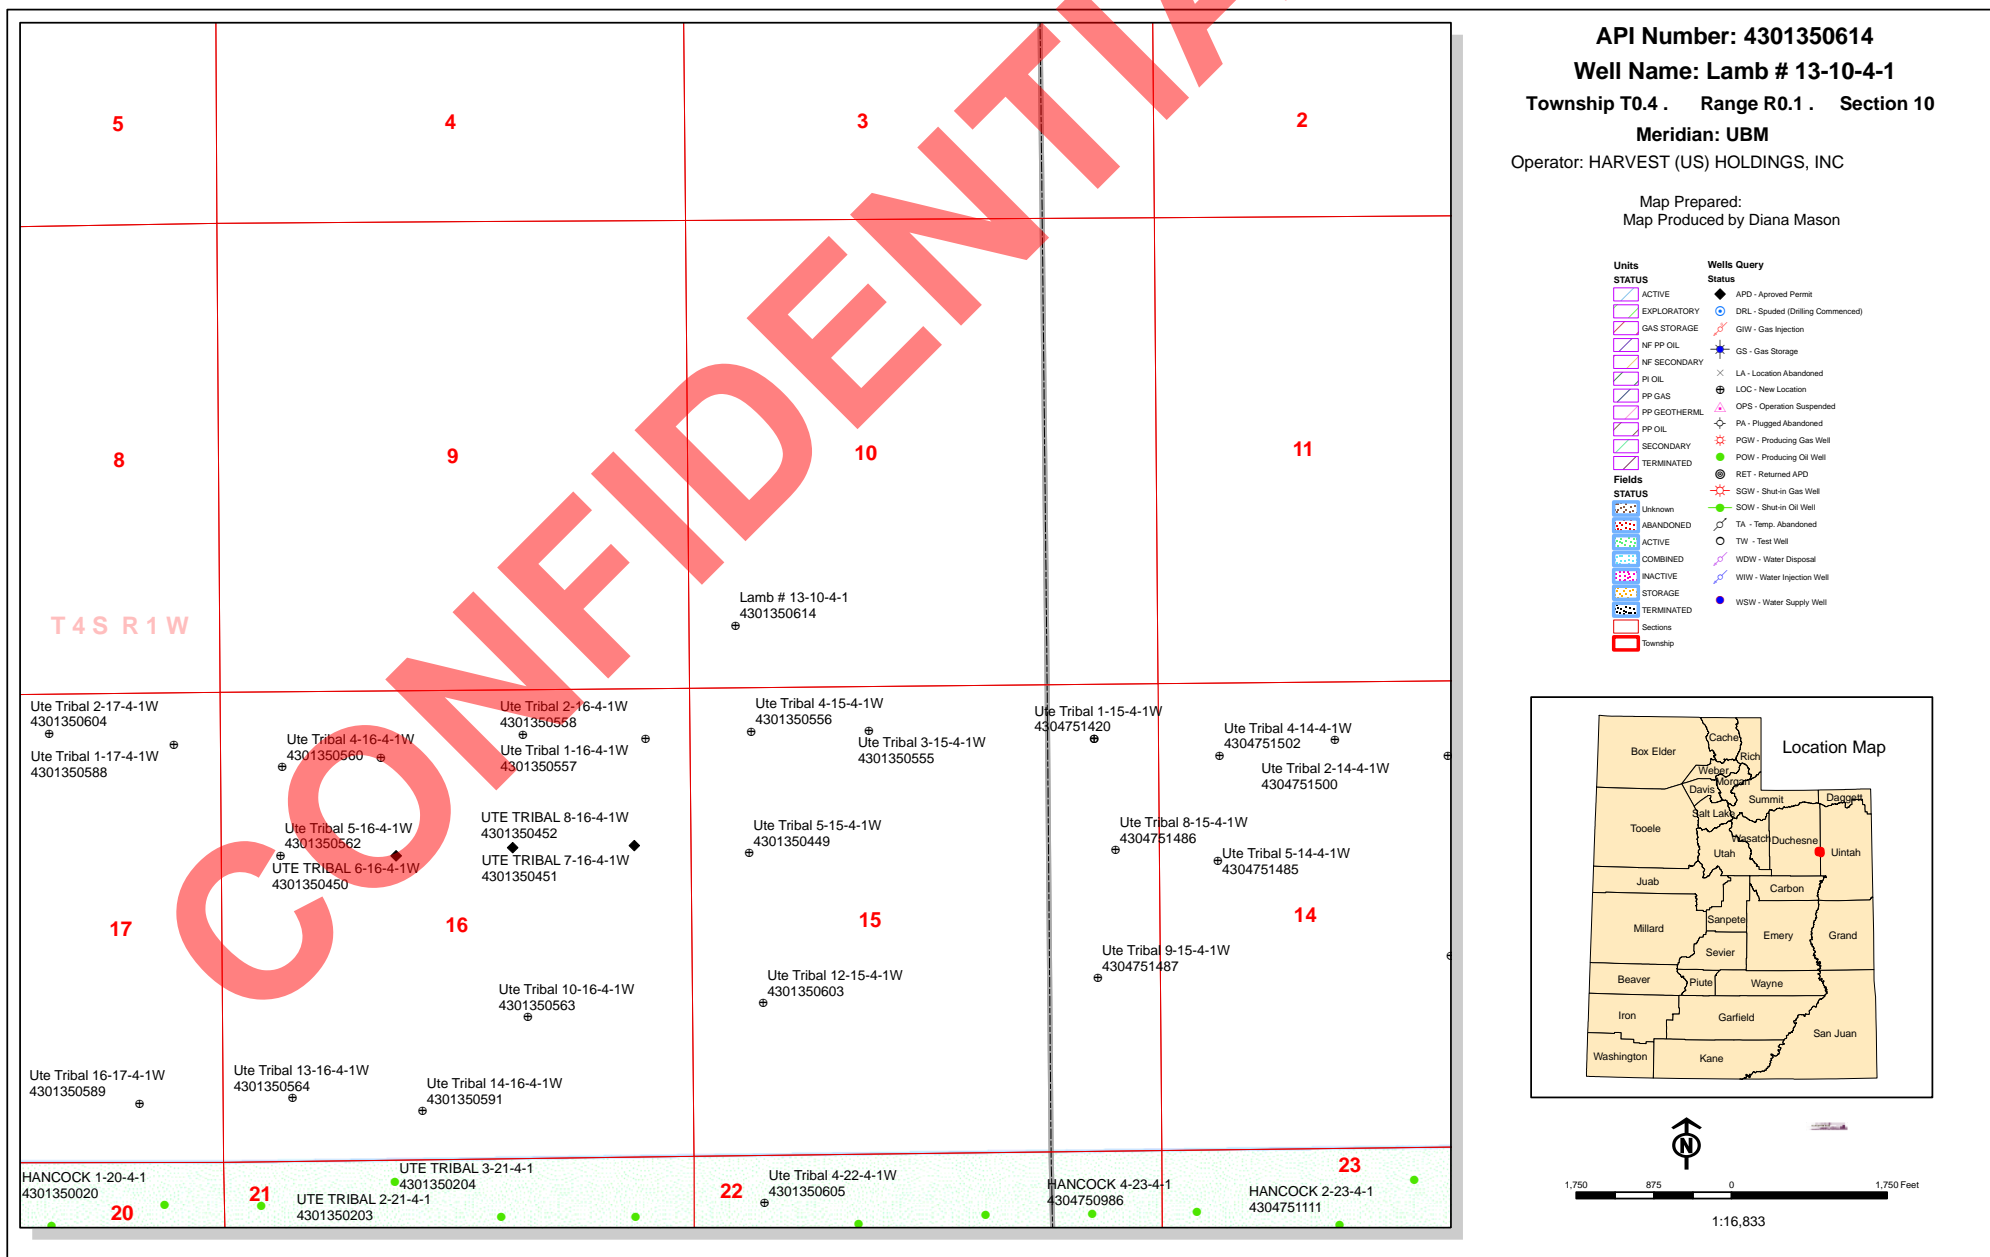 API Number: 4301350614
Well Name: Lamb # 13-10-4-1
Township T0.4 . Range R0.1 . Section 10
Meridian: UBM
Operator: HARVEST (US) HOLDINGS, INC
Map Prepared:
Map Produced by Diana Mason
Units
STATUS
ACTIVE
EXPLORATORY
GAS STORAGE
NF PP OIL
NF SECONDARY
PI OIL
PP GAS
PP GEOTHERML
PP OIL
SECONDARY
TERMINATED
Fields
STATUS
Unknown
ABANDONED
ACTIVE
COMBINED
INACTIVE
STORAGE
TERMINATED
Sections
Township
Wells Query
Status
APD - Aproved Permit
DRL - Spuded (Drilling Commenced)
GIW - Gas Injection
GS - Gas Storage
LA - Location Abandoned
LOC - New Location
OPS - Operation Suspended
PA - Plugged Abandoned
PGW - Producing Gas Well
POW - Producing Oil Well
RET - Returned APD
SGW - Shut-in Gas Well
SOW - Shut-in Oil Well
TA - Temp. Abandoned
TW - Test Well
WDW - Water Disposal
WIW - Water Injection Well
WSW - Water Supply Well
5
4
3
2
8
9
10
11
CONFIDENTIA
T4S R1W
Lamb # 13-10-4-1
4301350614
Ute Tribal 2-17-4-1W
4301350604
Ute Tribal 1-17-4-1W
4301350588
Ute Tribal 4-16-4-1W
4301350560
Ute Tribal 2-16-4-1W
4301350558
Ute Tribal 1-16-4-1W
4301350557
Ute Tribal 4-15-4-1W
4301350556
Ute Tribal 3-15-4-1W
4301350555
Ute Tribal 1-15-4-1W
4304751420
Ute Tribal 4-14-4-1W
4304751502
Ute Tribal 2-14-4-1W
4304751500
Ute Tribal 5-16-4-1W
4301350562
UTE TRIBAL 6-16-4-1W
4301350450
UTE TRIBAL 8-16-4-1W
4301350452
UTE TRIBAL 7-16-4-1W
4301350451
Ute Tribal 5-15-4-1W
4301350449
Ute Tribal 8-15-4-1W
4304751486
Ute Tribal 5-14-4-1W
4304751485
17
16
15
14
Ute Tribal 10-16-4-1W
4301350563
Ute Tribal 12-15-4-1W
4301350603
Ute Tribal 9-15-4-1W
4304751487
Ute Tribal 16-17-4-1W
4301350589
Ute Tribal 13-16-4-1W
4301350564
Ute Tribal 14-16-4-1W
4301350591
HANCOCK 1-20-4-1
4301350020
20
21
UTE TRIBAL 3-21-4-1
4301350204
UTE TRIBAL 2-21-4-1
4301350203
22
Ute Tribal 4-22-4-1W
4301350605
HANCOCK 4-23-4-1
4304750986
23
HANCOCK 2-23-4-1
4304751111
Location Map
Box Elder
Cache
Rich
Weber
Morgan
Davis
Summit
Daggett
Salt Lake
Tooele
Wasatch
Duchesne
Utah
Uintah
Juab
Carbon
Sanpete
Millard
Emery
Grand
Sevier
Beaver
Piute
Wayne
Iron
Garfield
San Juan
Washington
Kane
N
1,750 875 0 1,750 Feet
1:16,833